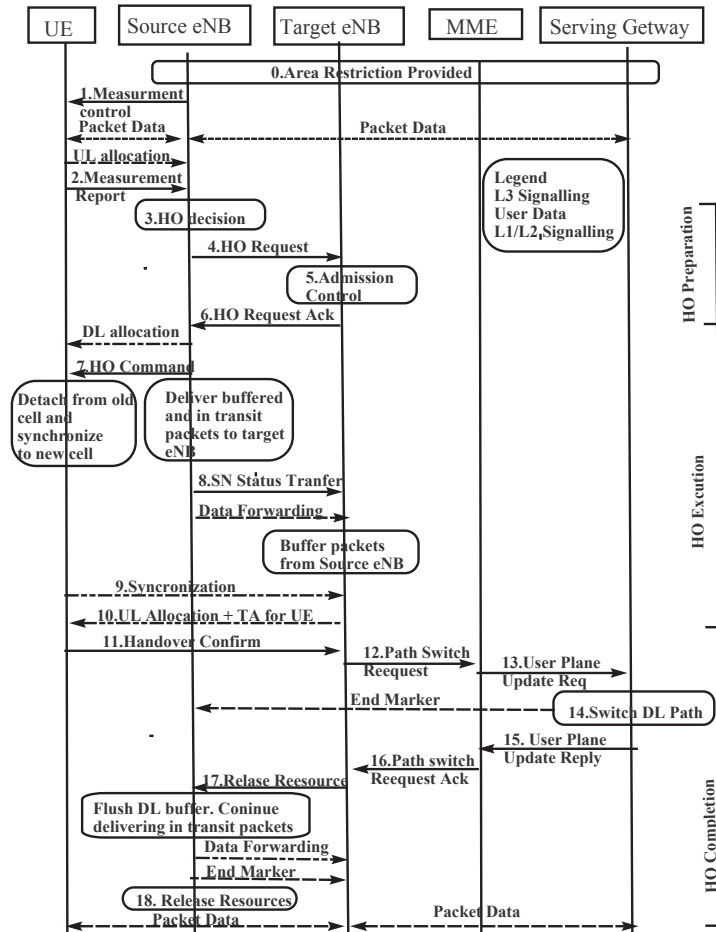 UE
Source eNB
Target eNB
MME
Serving Getway
0.Area Restriction Provided
1.Measurment
control
Packet Data
Packet Data
UL allocation
2.Measurement
Report
Legend
L3 Signalling
User Data
L1/L2 Signalling
3.HO decision
4.HO Request
5.Admission
Control
6.HO Request Ack
HO Preparation
DL allocation
7.HO Command
Detach from old
cell and
synchronize
to new cell
Deliver buffered
and in transit
packets to target
eNB
8.SN Status Tranfer
Data Forwarding
Buffer packets
from Source eNB
HO Excution
9.Syncronization
10.UL Allocation + TA for UE
11.Handover Confirm
12.Path Switch
Reequest
13.User Plane
Update Req
End Marker
14.Switch DL Path
15. User Plane
Update Reply
16.Path switch
Reequest Ack
17.Relase Reesource
Flush DL buffer. Coninue
delivering in transit packets
Data Forwarding
End Marker
HO Completion
18. Release Resources
Packet Data
Packet Data